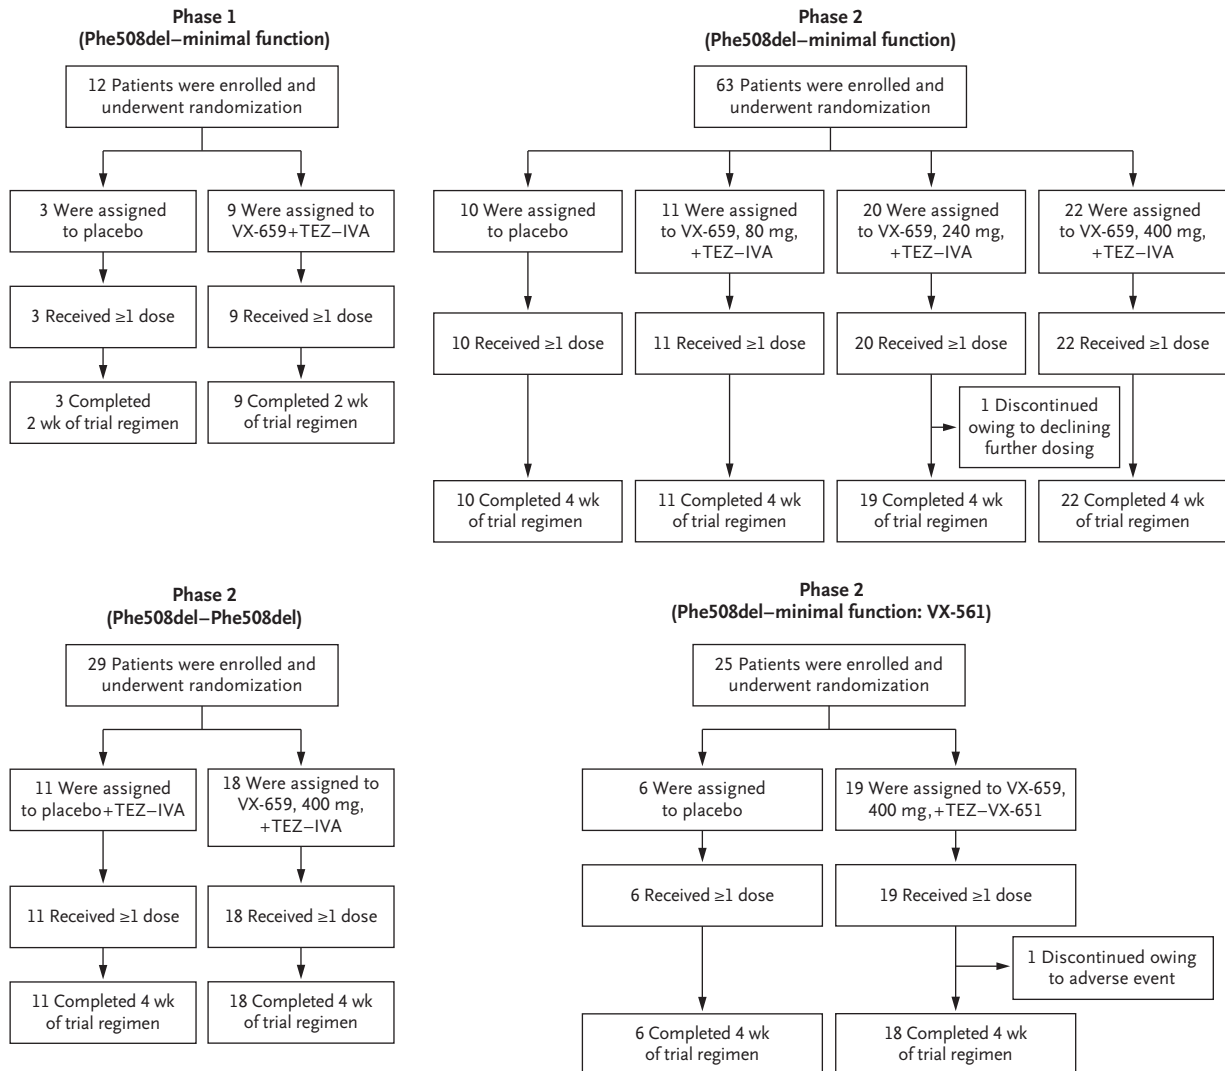 Phase 1
(Phe508del–minimal function)
12 Patients were enrolled and
underwent randomization
3 Were assigned
to placebo
9 Were assigned to
VX-659+TEZ–IVA
3 Received ≥1 dose
9 Received ≥1 dose
3 Completed
2 wk of trial regimen
9 Completed 2 wk
of trial regimen
Phase 2
(Phe508del–minimal function)
63 Patients were enrolled and
underwent randomization
10 Were assigned
to placebo
11 Were assigned
to VX-659, 80 mg,
+TEZ–IVA
20 Were assigned
to VX-659, 240 mg,
+TEZ–IVA
22 Were assigned
to VX-659, 400 mg,
+TEZ–IVA
10 Received ≥1 dose
11 Received ≥1 dose
20 Received ≥1 dose
22 Received ≥1 dose
1 Discontinued
owing to declining
further dosing
10 Completed 4 wk
of trial regimen
11 Completed 4 wk
of trial regimen
19 Completed 4 wk
of trial regimen
22 Completed 4 wk
of trial regimen
Phase 2
(Phe508del–Phe508del)
29 Patients were enrolled and
underwent randomization
11 Were assigned
to placebo+TEZ–IVA
18 Were assigned to
VX-659, 400 mg,
+TEZ–IVA
11 Received ≥1 dose
18 Received ≥1 dose
11 Completed 4 wk
of trial regimen
18 Completed 4 wk
of trial regimen
Phase 2
(Phe508del–minimal function: VX-561)
25 Patients were enrolled and
underwent randomization
6 Were assigned
to placebo
19 Were assigned to VX-659,
400 mg,+TEZ–VX-651
6 Received ≥1 dose
19 Received ≥1 dose
1 Discontinued owing
to adverse event
6 Completed 4 wk
of trial regimen
18 Completed 4 wk
of trial regimen